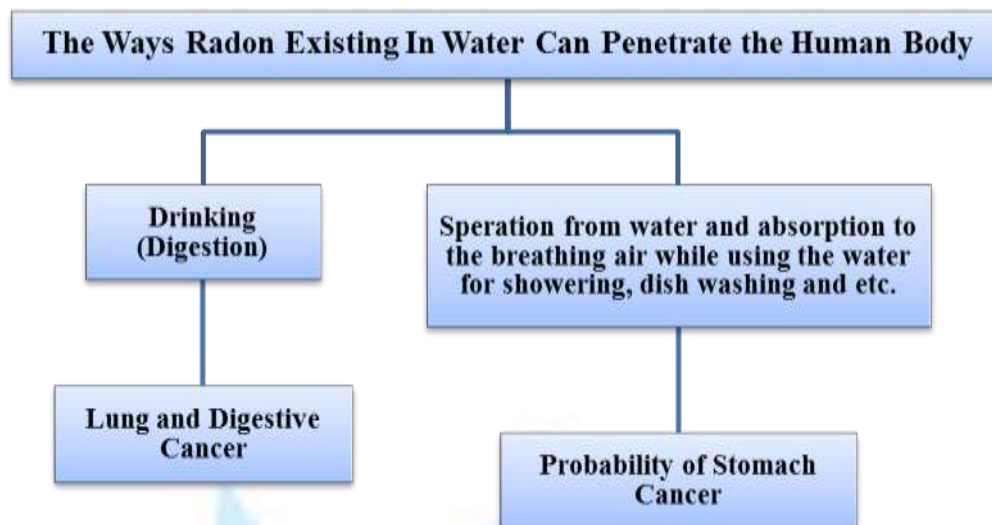 The Ways Radon Existing In Water Can Penetrate the Human Body
Drinking
(Digestion)
Speration from water and absorption to
the breathing air while using the water
for showering, dish washing and etc.
Lung and Digestive
Cancer
Probability of Stomach
Cancer